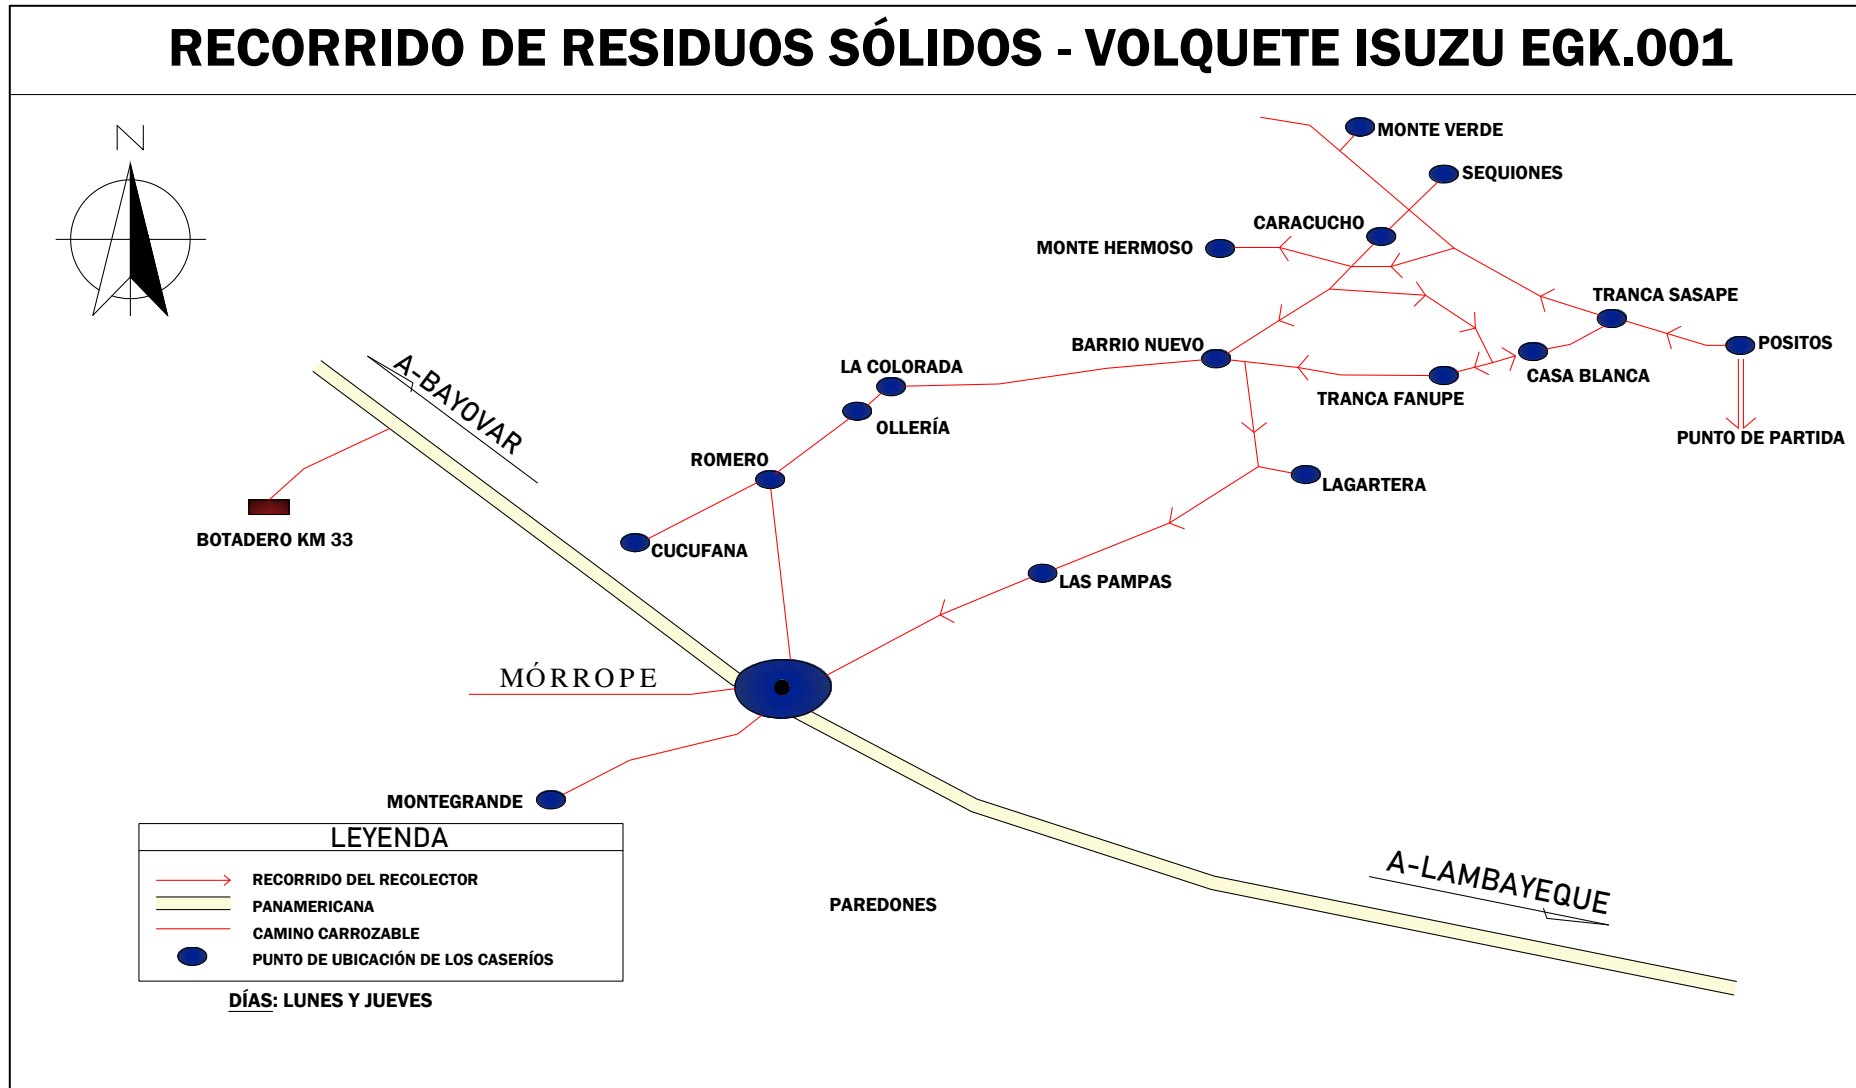 RECORRIDO DE RESIDUOS SÓLIDOS - VOLQUETE ISUZU EGK.001
N
MONTE VERDE
SEQUIONES
CARACUCHO
MONTE HERMOSO
TRANCA SASAPE
POSITOS
BARRIO NUEVO
LA COLORADA
CASA BLANCA
TRANCA FANUPE
A-BAYOVAR
OLLERÍA
PUNTO DE PARTIDA
ROMERO
LAGARTERA
BOTADERO KM 33
CUCUFANA
LAS PAMPAS
MÓRROPE
MONTEGRANDE
LEYENDA
RECORRIDO DEL RECOLECTOR
PANAMERICANA
CAMINO CARROZABLE
PUNTO DE UBICACIÓN DE LOS CASERÍOS
A-LAMBAYEQUE
PAREDONES
DÍAS: LUNES Y JUEVES